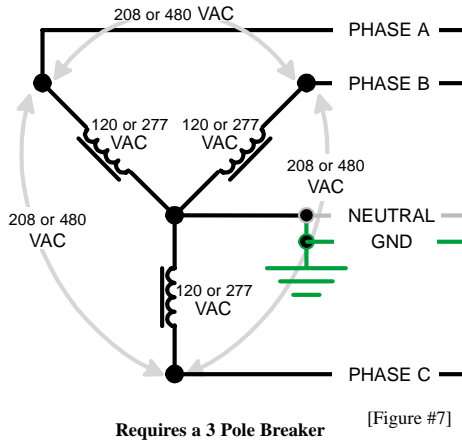 208 or 480 VAC
PHASE A
PHASE B
120 or 277
VAC
120 or 277
VAC
208 or 480
VAC
208 or 480
VAC
NEUTRAL
GND
120 or 277
VAC
PHASE C
Requires a 3 Pole Breaker
[Figure #7]